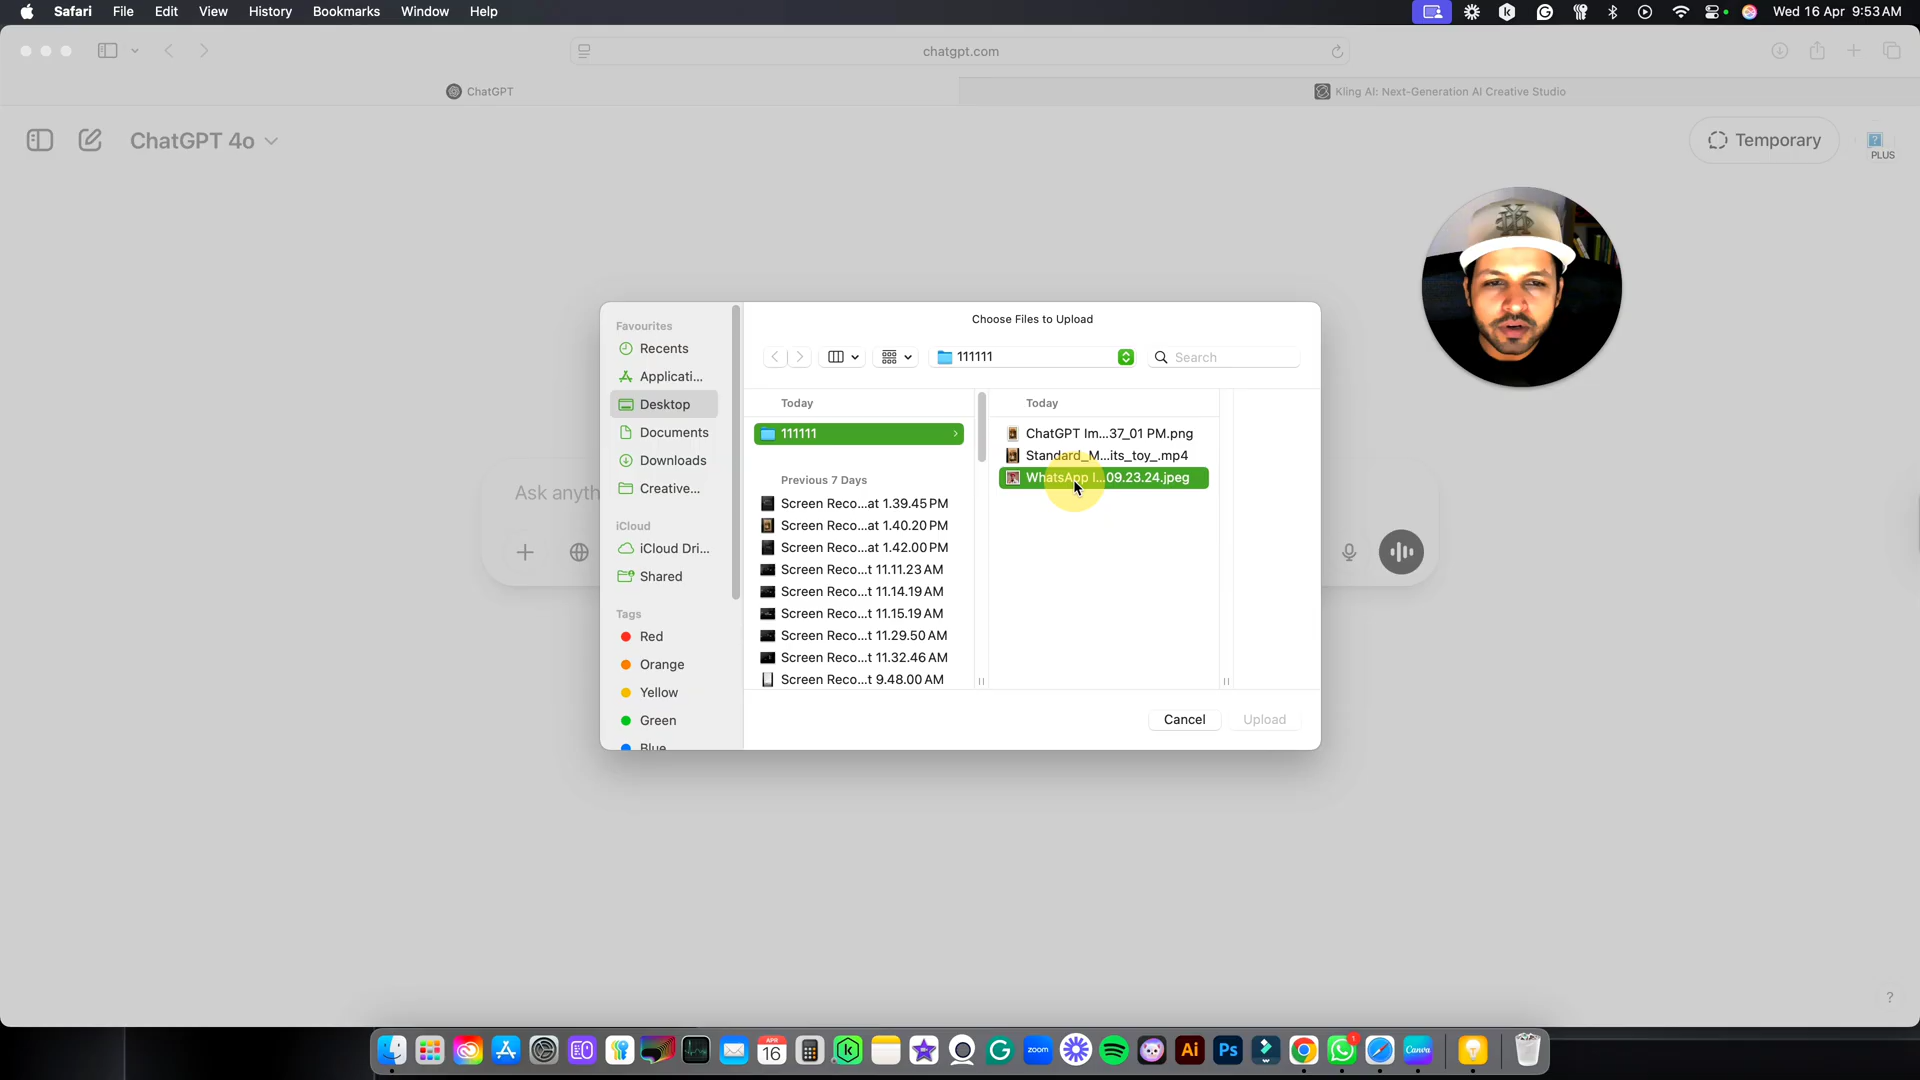 Safari File Edit View History Bookmarks Window Help
Wed 16 Apr 9:53 AM
chatgpt.com
ChatGPT
Kling AI: Next-Generation AI Creative Studio
ChatGPT 4o
Temporary
PLUS
Ask anyth
Choose Files to Upload
111111
Search
Favourites
Recents
Applicati...
Desktop
Documents
Downloads
Creative...
iCloud
iCloud Dri...
Shared
Tags
Red
Orange
Yellow
Green
Blue
Today
111111
Previous 7 Days
Screen Reco...at 1.39.45 PM
Screen Reco...at 1.40.20 PM
Screen Reco...at 1.42.00 PM
Screen Reco...t 11.11.23 AM
Screen Reco...t 11.14.19 AM
Screen Reco...t 11.15.19 AM
Screen Reco...t 11.29.50 AM
Screen Reco...t 11.32.46 AM
Screen Reco...t 9.48.00 AM
Today
ChatGPT Im...37_01 PM.png
Standard_M...its_toy_.mp4
WhatsApp I...09.23.24.jpeg
Cancel
Upload
?
APR
16
zoom
Ai
Ps
1
Canva